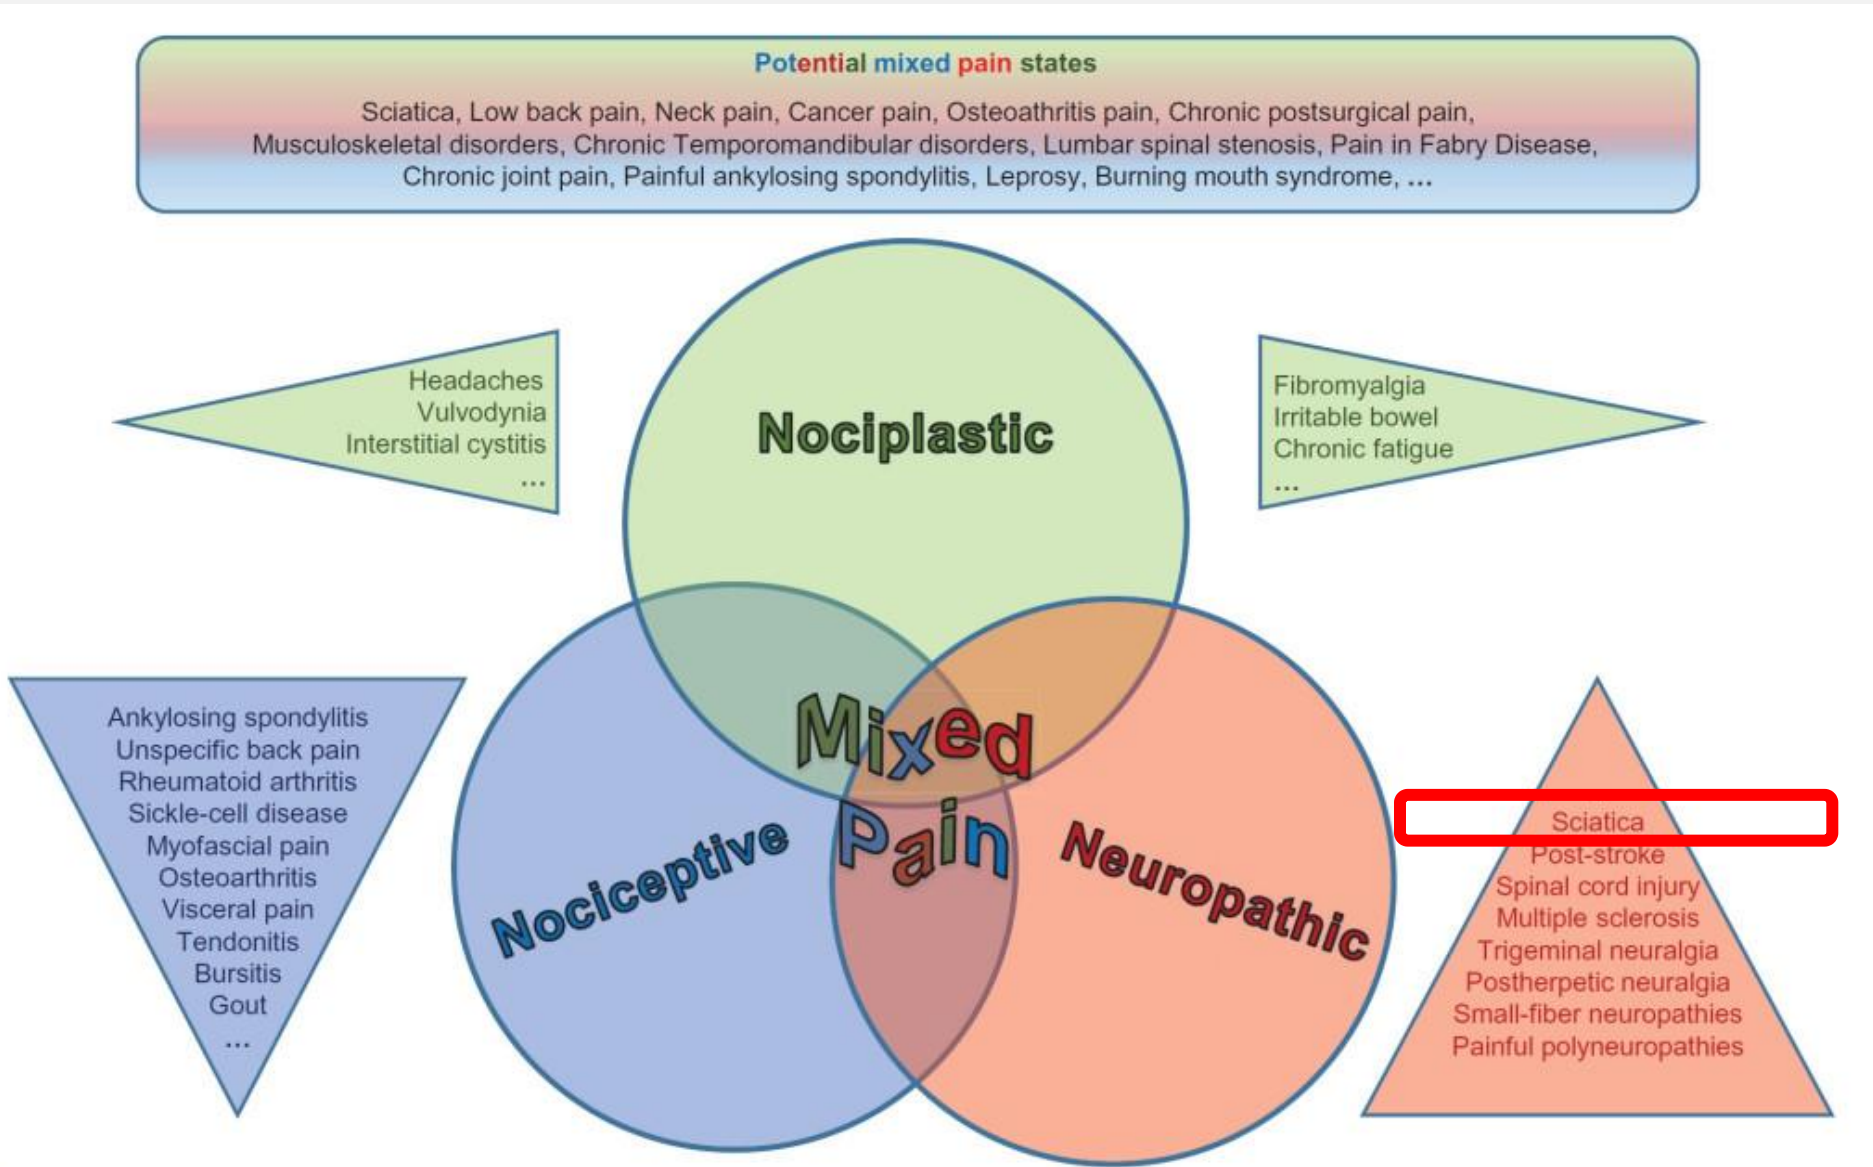 Potential mixed pain states
Sciatica, Low back pain, Neck pain, Cancer pain, Osteoathritis pain, Chronic postsurgical pain,
Musculoskeletal disorders, Chronic Temporomandibular disorders, Lumbar spinal stenosis, Pain in Fabry Disease,
Chronic joint pain, Painful ankylosing spondylitis, Leprosy, Burning mouth syndrome, ...
Headaches
Vulvodynia
Interstitial cystitis
...
Nociplastic
Fibromyalgia
Irritable bowel
Chronic fatigue
...
Ankylosing spondylitis
Unspecific back pain
Rheumatoid arthritis
Sickle-cell disease
Myofascial pain
Osteoarthritis
Visceral pain
Tendonitis
Bursitis
Gout
...
Nociceptive
Mixed
Pain
Neuropathic
Sciatica
Post-stroke
Spinal cord injury
Multiple sclerosis
Trigeminal neuralgia
Postherpetic neuralgia
Small-fiber neuropathies
Painful polyneuropathies